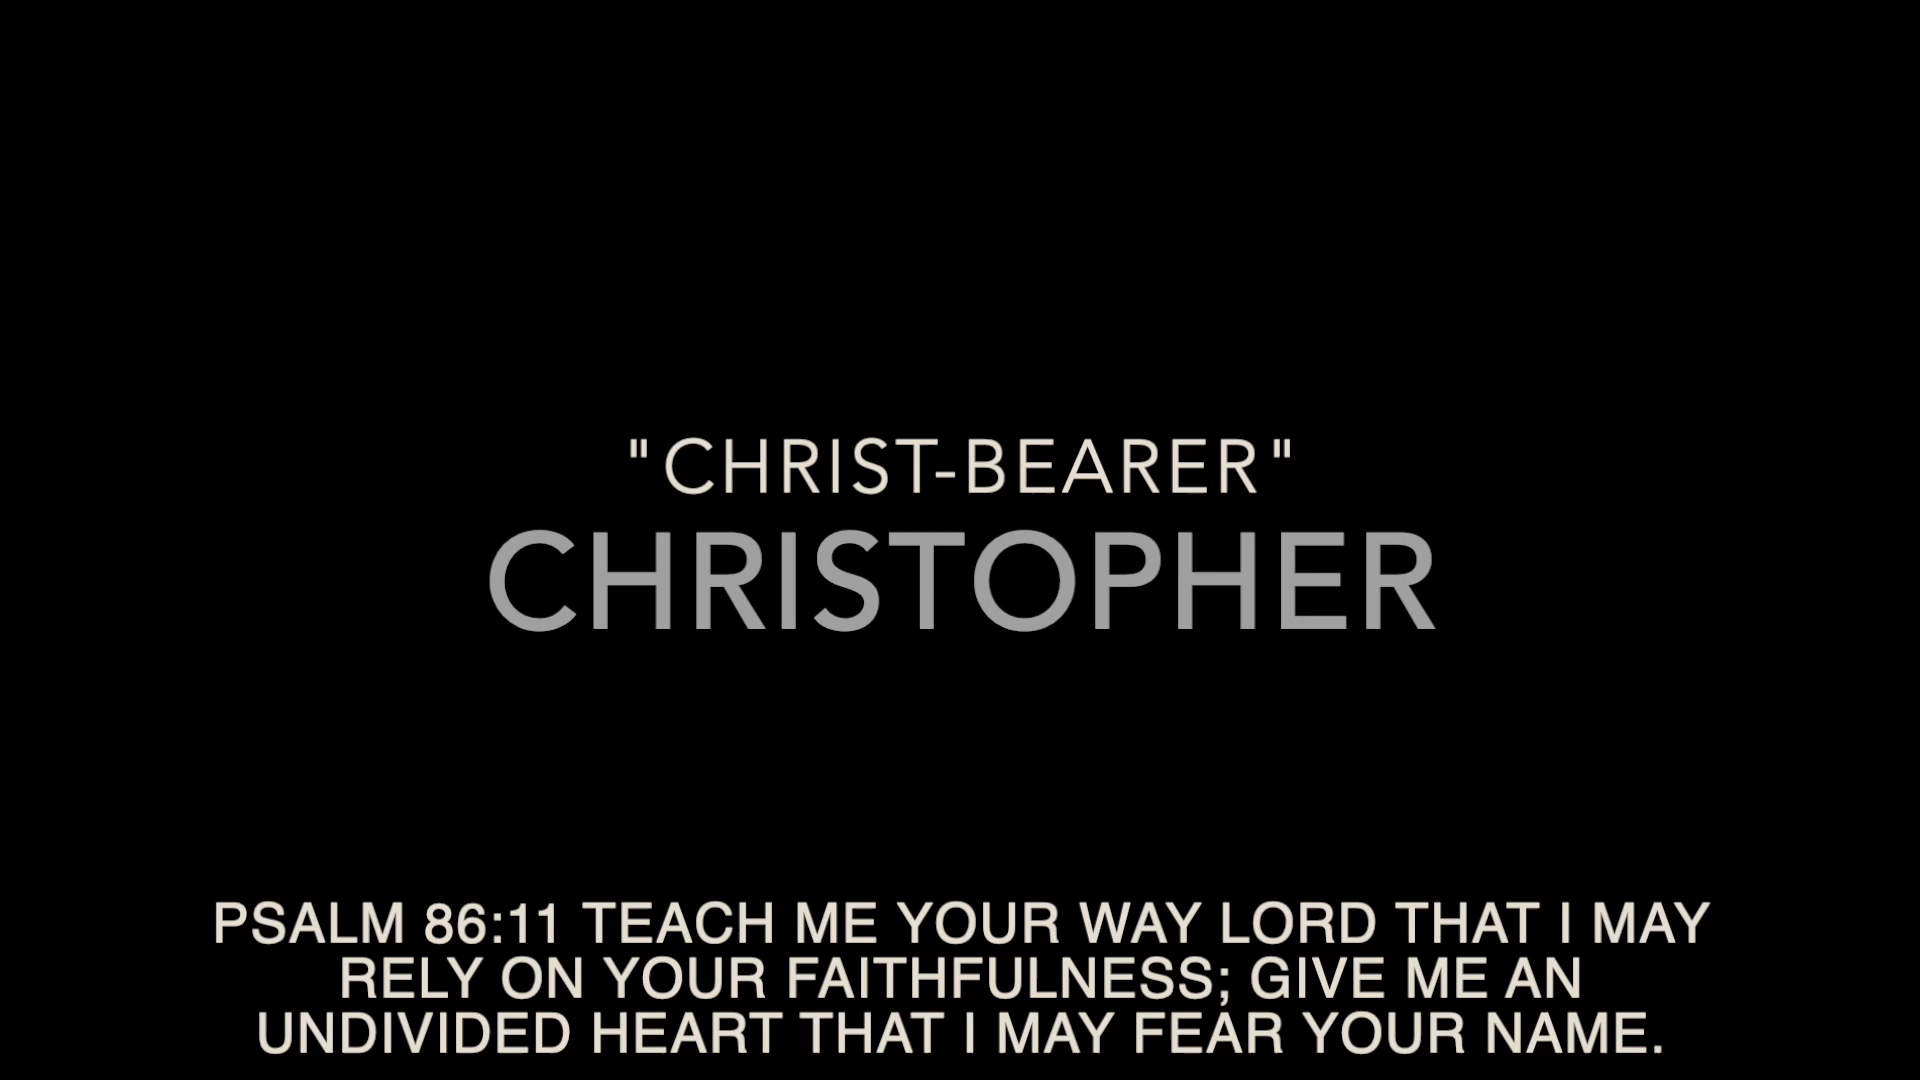 "CHRIST-BEARER"
CHRISTOPHER
PSALM 86:11 TEACH ME YOUR WAY LORD THAT I MAY
RELY ON YOUR FAITHFULNESS; GIVE ME AN
UNDIVIDED HEART THAT I MAY FEAR YOUR NAME.